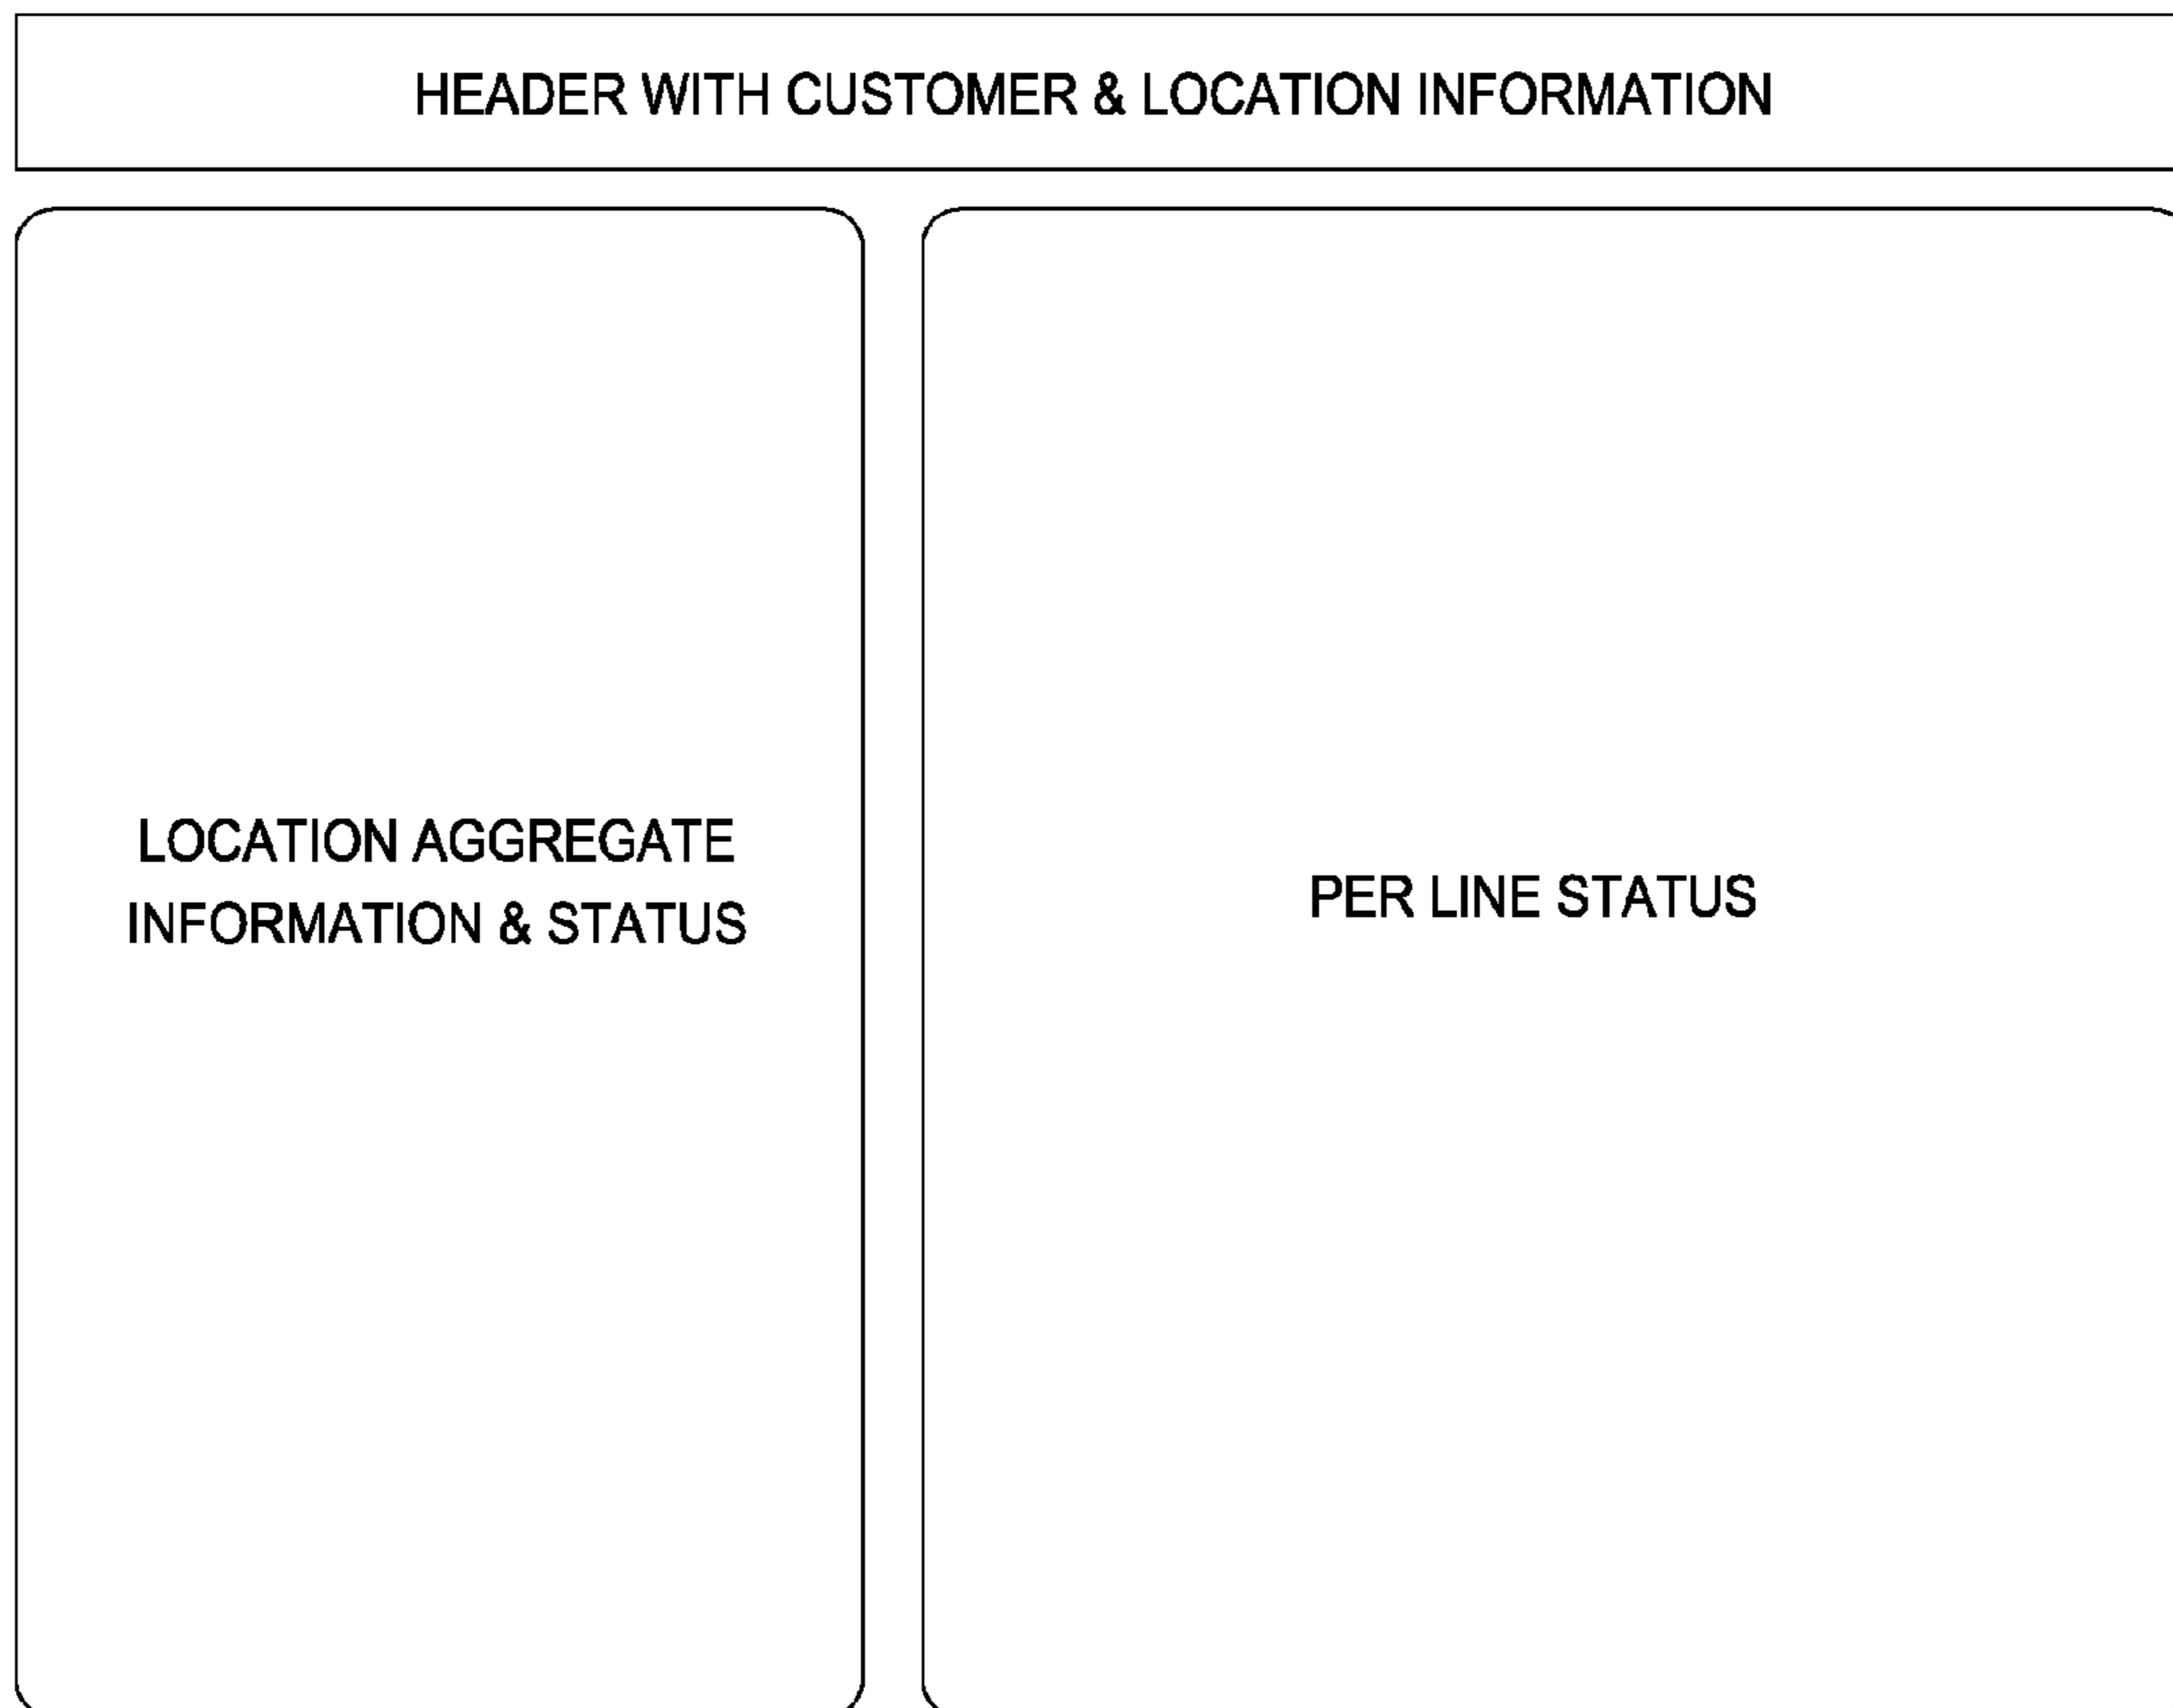 HEADER WITH CUSTOMER & LOCATION INFORMATION
LOCATION AGGREGATE
INFORMATION & STATUS
PER LINE STATUS